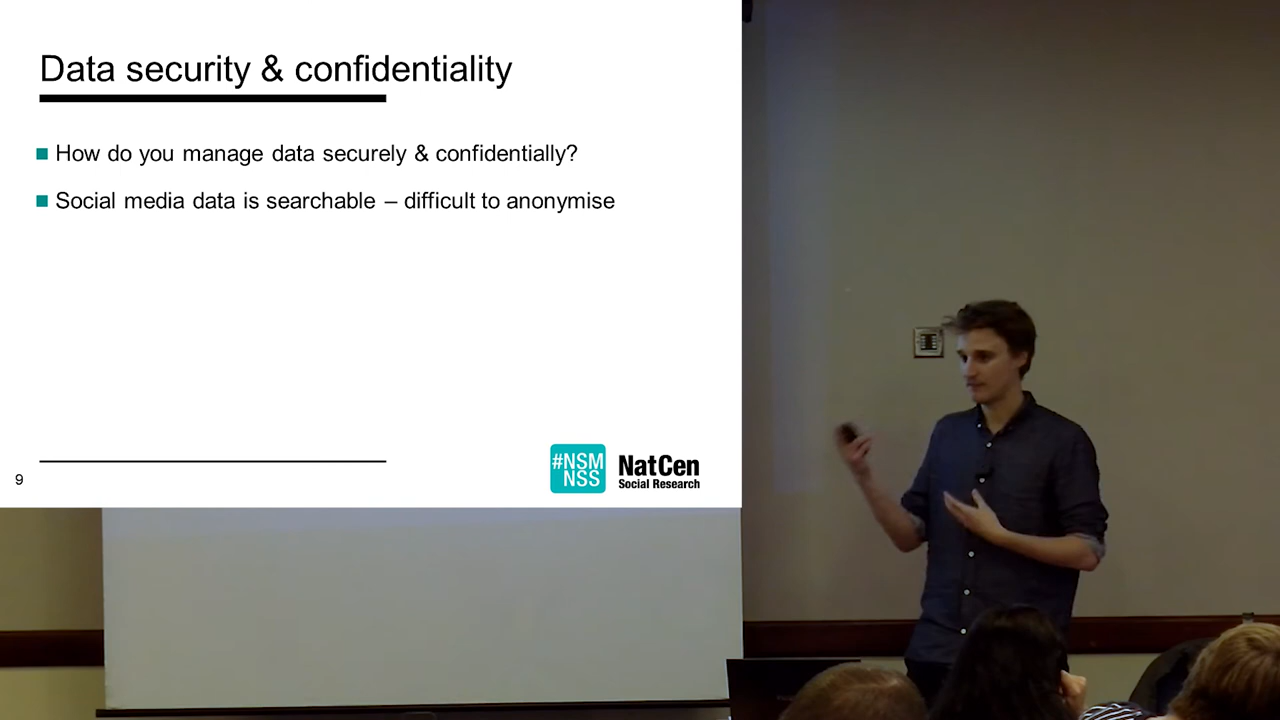 Data security & confidentiality
How do you manage data securely & confidentially?
Social media data is searchable – difficult to anonymise
9
#NSM
NSS
NatCen
Social Research